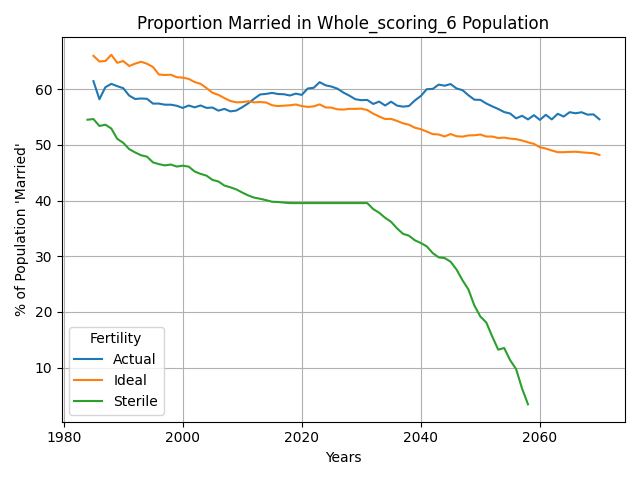 Proportion Married in Whole_scoring_6 Population
% of Population 'Married'
60
50
40
30
20
10
Fertility
Actual
Ideal
Sterile
1980
2000
2020
2040
2060
Years